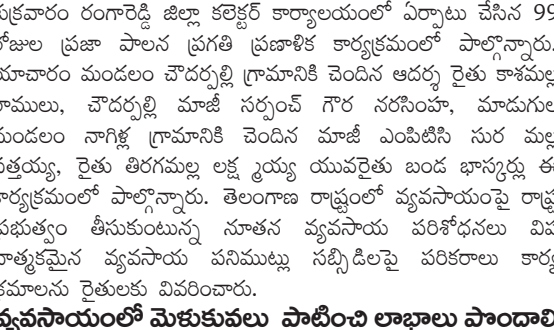 శుక్రవారం రంగారెడ్డి జిల్లా కలెక్టర్ కార్యాలయంలో ఏర్పాటు చేసిన 99
రోజుల ప్రజా పాలన ప్రగతి ప్రణాళిక కార్యక్రమంలో పాల్గొన్నారు.
యాచారం మండలం చౌదర్పల్లి గ్రామానికి చెందిన ఆదర్శ రైతు కాశమల్ల
రాములు, చౌదర్పల్లి మాజీ సర్పంచ్ గౌర నరసింహ, మాడుగుల
మండలం నాగిళ్ల గ్రామానికి చెందిన మాజీ ఎంపిటిసి సుర మల్ల
సత్తయ్య, రైతు తిరగమల్ల లక్ష్మయ్య యువరైతు బండ భాస్కర్లు ఈ
కార్యక్రమంలో పాల్గొన్నారు. తెలంగాణ రాష్ట్రంలో వ్యవసాయంపై రాష్ట్ర
ప్రభుత్వం తీసుకుంటున్న నూతన వ్యవసాయ పరిశోధనలు
వ్యవసాయ పనిముట్లు సబ్సిడీలపై పరికరాలు కార్య
క్రమాలను రైతులకు వివరించారు.
వ్యవసాయంలో మెళకువలు పాటించి లాభాలు పొందాలి